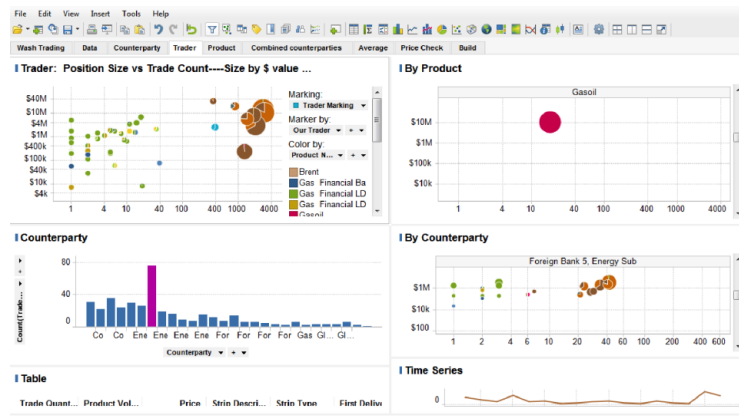 File Edit View Insert Tools Help
Wash Trading Data Counterparty Trader Product Combined counterparties Average Price Check Build
Trader: Position Size vs Trade Count----Size by $ value ...
$40M
$10M
$4M
$1M
$400k
$100k
$40k
$10k
$4k
1 4 10 40 100 400 1000 4000
Marking:
Trader Marking
Marker by:
Our Trader
Color by:
Product N...
Brent
Gas Financial Ba
Gas Financial LD
Gas Financial LD
Gasoil
By Product
Gasoil
$10M
$1M
$100k
$10k
1 4 10 40 100 400 1000 4000
Counterparty
Count(Trade...
80
40
0
Co Co Ene Ene Ene Ene For For For For Gas Gl... Gl...
Counterparty
By Counterparty
Foreign Bank 5, Energy Sub
$1M
$10k
$100
1 2 4 6 10 20 40 60 100 200 400 600
Table
Trade Quant... Product Vol... Price Strip Descri... Strip Type First Delive
Time Series
0